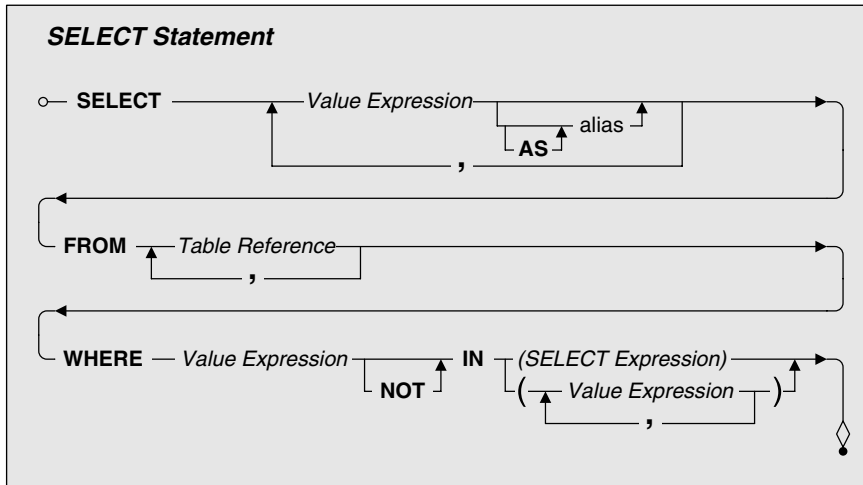 SELECT Statement
SELECT Value Expression alias
AS
,
FROM Table Reference
,
WHERE Value Expression IN (SELECT Expression)
NOT ( Value Expression )
,